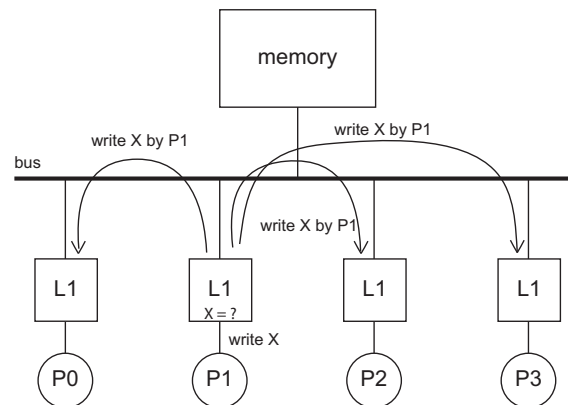 memory
write X by P1
write X by P1
bus
write X by P1
L1
L1
L1
L1
X = ?
write X
P0
P1
P2
P3